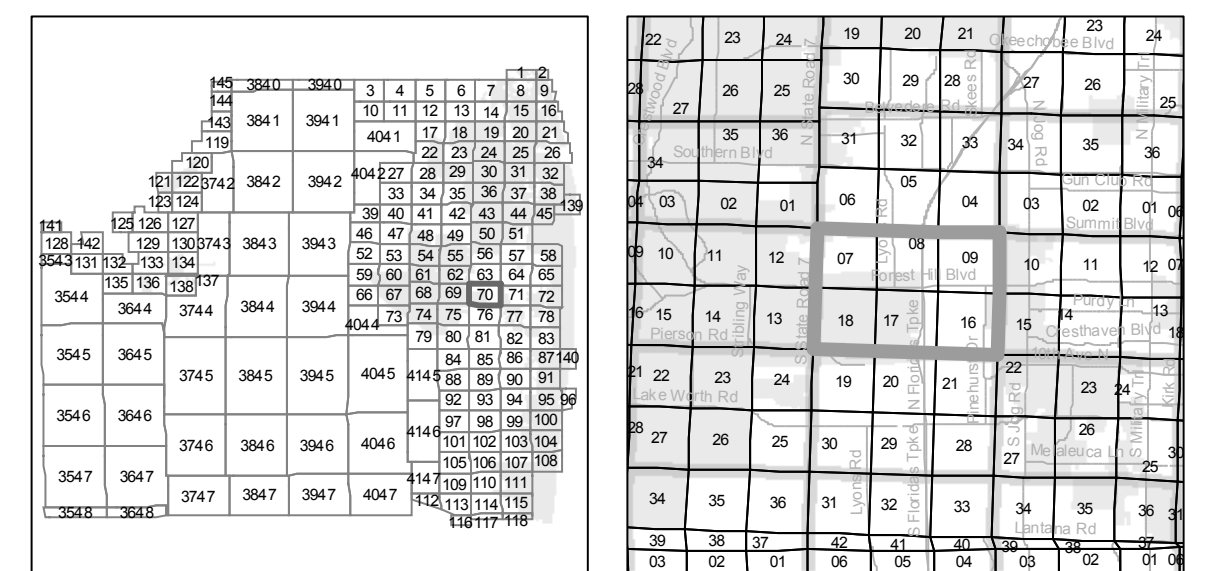 1 2
145 3840 3940 3 4 5 6 7 8 9
144 10 11 12 13 14 15 16
143 3841 3941 4041 17 18 19 20 21
119 22 23 24 25 26
120
121 122 3742 3842 3942 4042 27 28 29 30 31 32
123 124 33 34 35 36 37 38
139
141 125 126 127 39 40 41 42 43 44 45
128 142 129 130 3743 3843 3943 46 47 48 49 50 51
3543 131 132 133 134 52 53 54 55 56 57 58
135 136 138 137 59 60 61 62 63 64 65
3544 3644 3744 3844 3944 66 67 68 69 70 71 72
4044 73 74 75 76 77 78
3545 3645 79 80 81 82 83
3745 3845 3945 4045 4145 84 85 86 87 140
88 89 90 91
3546 3646 92 93 94 95 96
3746 3846 3946 4046 4146 97 98 99 100
101 102 103 104
3547 3647 105 106 107 108
3747 3847 3947 4047 4147 109 110 111
112 113 114 115
3548 3648 116 117 118
22 23 24 19 20 21 23 24
Okeechobee Blvd
28 27 26 25 30 29 28 27 26 25
Belvedere Rd
N State Road 7
N Jog Rd
N Military Trl
34 35 36 31 32 33 34 35 36
Southern Blvd
Gun Club Rd
04 03 02 01 06 05 04 03 02 01 06
Summit Blvd
09 10 11 12 07 08 09 10 11 12 07
Forest Hill Blvd
Purdy Ln
16 15 14 13 18 17 16 15 14 13 18
Pierson Rd
Stribling Way
S State Road 7
Cresthaven Blvd
10th Ave N
21 22 23 24 19 20 21 22 23 24
Lake Worth Rd
N Floridas Tpke
Pinehurst Dr
S Jog Rd
S Military Trl
Kirk Rd
28 27 26 25 30 29 28 27 26 25 30
Melaleuca Ln
Lyons Rd
S Floridas Tpke
34 35 36 31 32 33 34 35 36 31
Lantana Rd
39 38 37 42 41 40 39 38 37
03 02 01 06 05 04 03 02 01 06